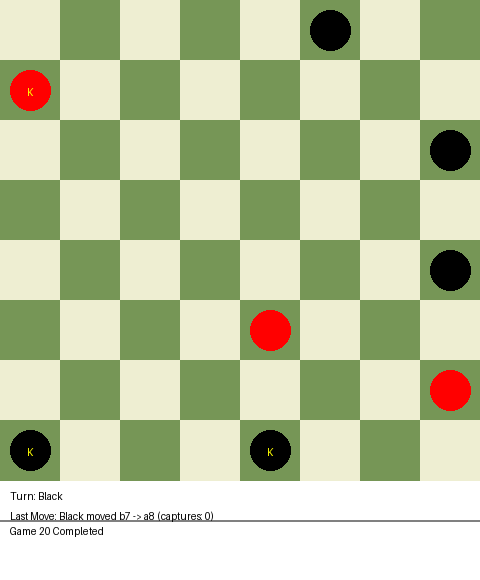 K
K
K
Turn: Black
Last Move: Black moved b7 -> a8 (captures: 0)
Game 20 Completed